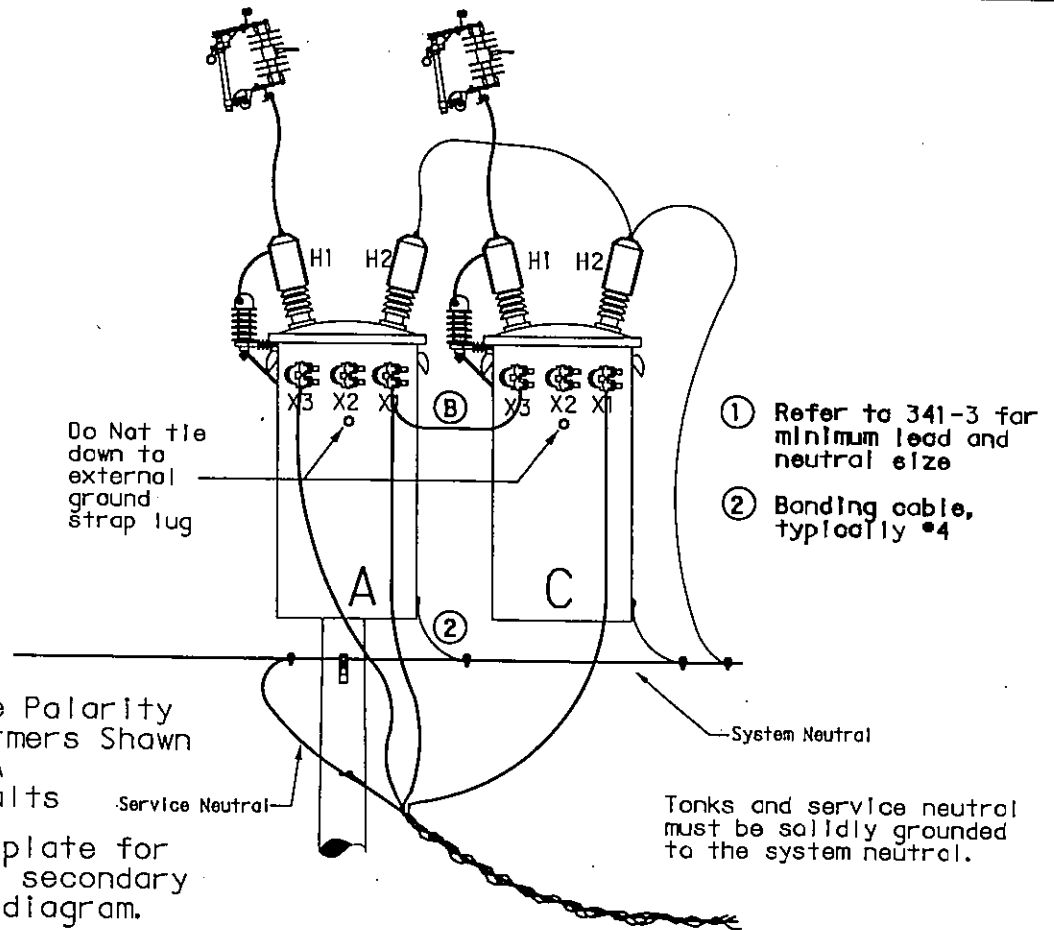 H1 H2 H1 H2
X3 X2 X1 X3 X2 X1
B
Do Not tie
down to
external
ground
strap lug
1 Refer to 341-3 for
minimum lead and
neutral size
2 Bonding cable,
typically #4
A C
2
e Polarity
rmers Shown
ults
Service Neutral
plate for
secondary
diagram.
System Neutral
Tanks and service neutral
must be solidly grounded
to the system neutral.